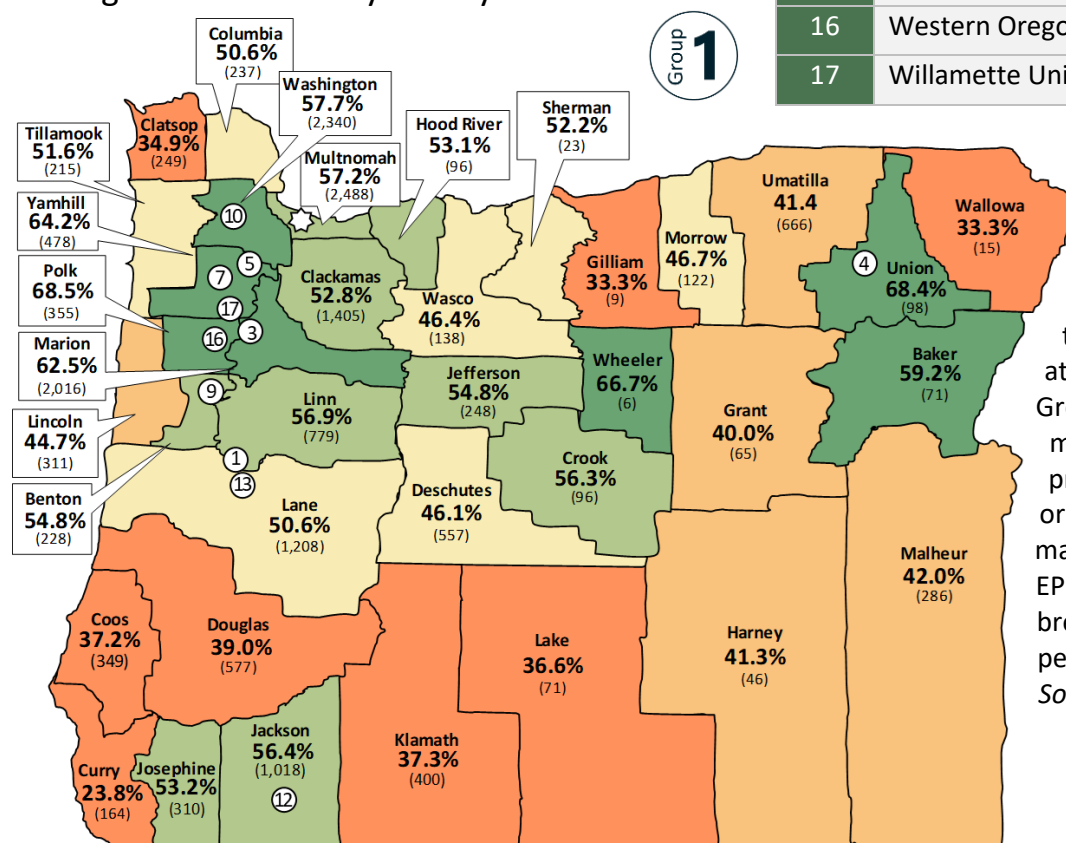 Columbia
50.6%
(237)
Washington
57.7%
(2,340)
Group 1
16 Western
17 Willamette
Clatsop
34.9%
(249)
Tillamook
51.6%
(215)
Multnomah
57.2%
(2,488)
Hood River
53.1%
(96)
Sherman
52.2%
(23)
Yamhill
64.2%
(478)
Polk
68.5%
(355)
Marion
62.5%
(2,016)
Lincoln
44.7%
(311)
Benton
54.8%
(228)
10
5
7
17
16
3
9
1
13
Clackamas
52.8%
(1,405)
Wasco
46.4%
(138)
Gilliam
33.3%
(9)
Morrow
46.7%
(122)
Umatilla
41.4
(666)
4
Union
68.4%
(98)
Wallowa
33.3%
(15)
Linn
56.9%
(779)
Jefferson
54.8%
(248)
Wheeler
66.7%
(6)
Grant
40.0%
(65)
Baker
59.2%
(71)
Crook
56.3%
(96)
Lane
50.6%
(1,208)
Deschutes
46.1%
(557)
Malheur
42.0%
(286)
Coos
37.2%
(349)
Douglas
39.0%
(577)
Lake
36.6%
(71)
Harney
41.3%
(46)
Klamath
37.3%
(400)
Jackson
56.4%
(1,018)
12
Curry
23.8%
(164)
Josephine
53.2%
(310)
at
or
EP
So